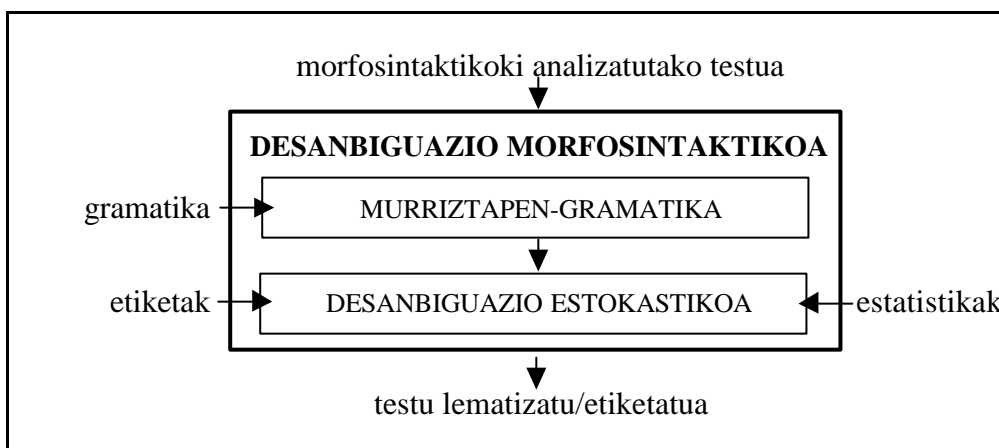 morfosintaktikoki analizatutako testua
DESANBIGUAZIO MORFOSINTAKTIKOA
gramatika
MURRIZTAPEN-GRAMATIKA
etiketak
DESANBIGUAZIO ESTOKASTIKOA
estatistikak
testu lematizatu/etiketatua